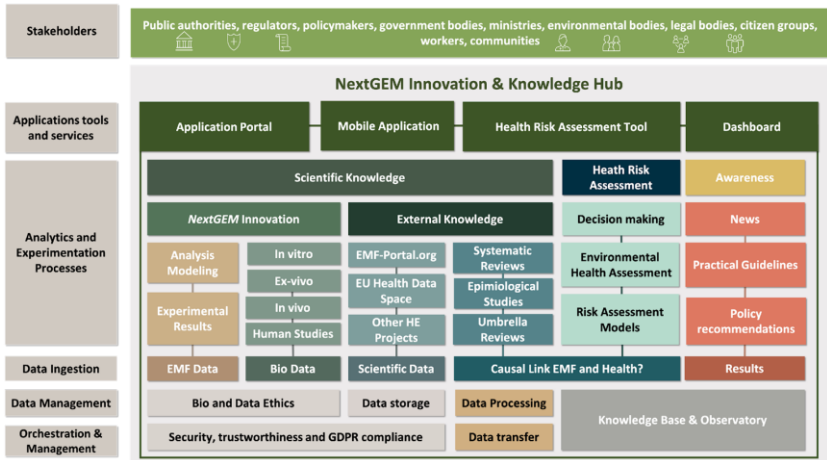 Stakeholders
Public authorities, regulators, policymakers, government bodies, ministries, environmental bodies, legal bodies, citizen groups,
workers, communities
NextGEM Innovation & Knowledge Hub
Applications tools
and services
Application Portal
Mobile Application
Health Risk Assessment Tool
Dashboard
Analytics and
Experimentation
Processes
Scientific Knowledge
Heath Risk
Assessment
Awareness
NextGEM Innovation
External Knowledge
Decision making
News
Analysis
Modeling
Experimental
Results
In vitro
Ex-vivo
In vivo
Human Studies
EMF-Portal.org
EU Health Data
Space
Other HE
Projects
Systematic
Reviews
Epimiological
Studies
Umbrella
Reviews
Environmental
Health Assessment
Risk Assessment
Models
Practical Guidelines
Policy
recommendations
Data Ingestion
EMF Data
Bio Data
Scientific Data
Causal Link EMF and Health?
Results
Data Management
Bio and Data Ethics
Data storage
Data Processing
Knowledge Base & Observatory
Orchestration &
Management
Security, trustworthiness and GDPR compliance
Data transfer